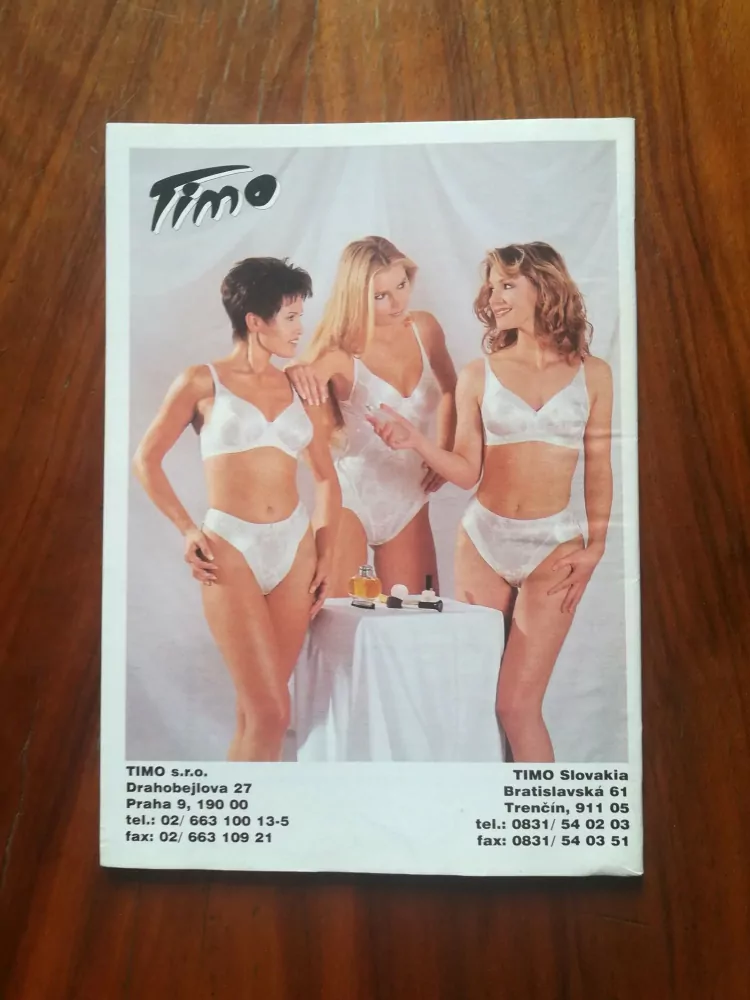 Timo
TIMO s.r.o.
Drahobejlova 27
Praha 9, 190 00
tel.: 02/ 663 100 13-5
fax: 02/ 663 109 21
TIMO Slovakia
Bratislavská 61
Trenčín, 911 05
tel.: 0831/ 54 02 03
fax: 0831/ 54 03 51